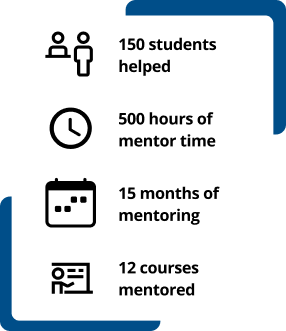 150 students
helped
500 hours of
mentor time
15 months of
mentoring
12 courses
mentored